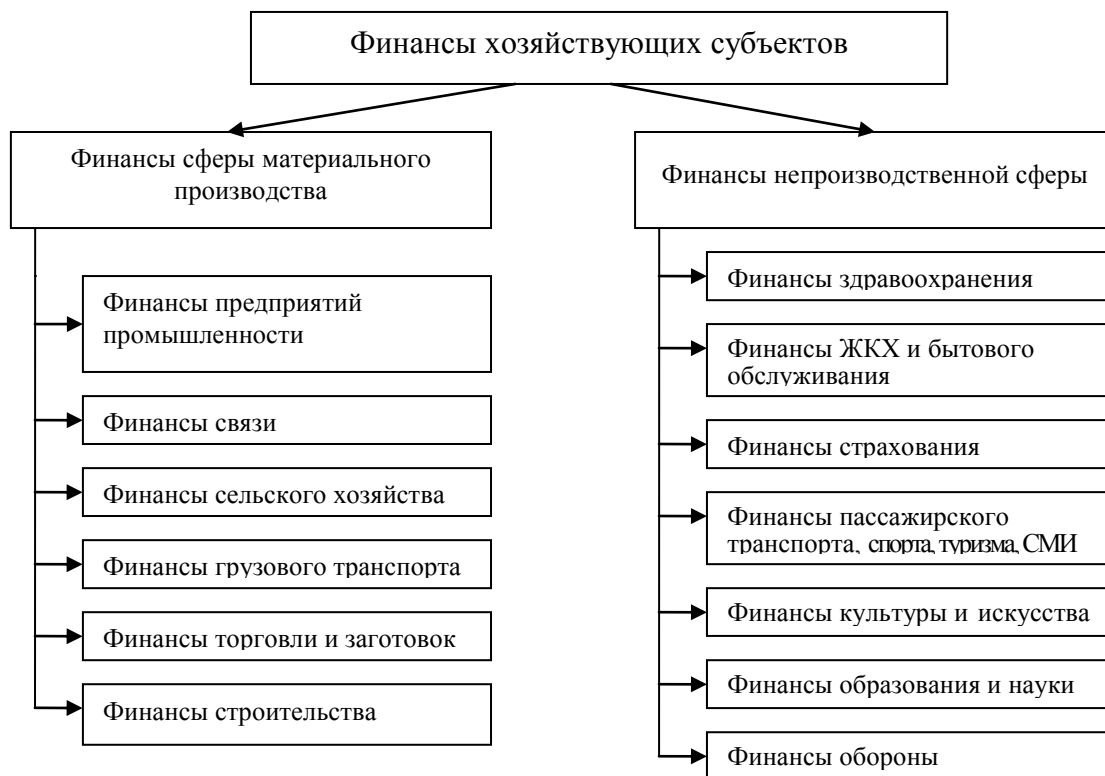 Финансы хозяйствующих субъектов
Финансы сферы материального
производства
Финансы предприятий
промышленности
Финансы связи
Финансы сельского хозяйства
Финансы грузового транспорта
Финансы торговли и заготовок
Финансы строительства
Финансы непроизводственной сферы
Финансы здравоохранения
Финансы ЖКХ и бытового
обслуживания
Финансы страхования
Финансы пассажирского
транспорта, спорта, туризма, СМИ
Финансы культуры и искусства
Финансы образования и науки
Финансы обороны